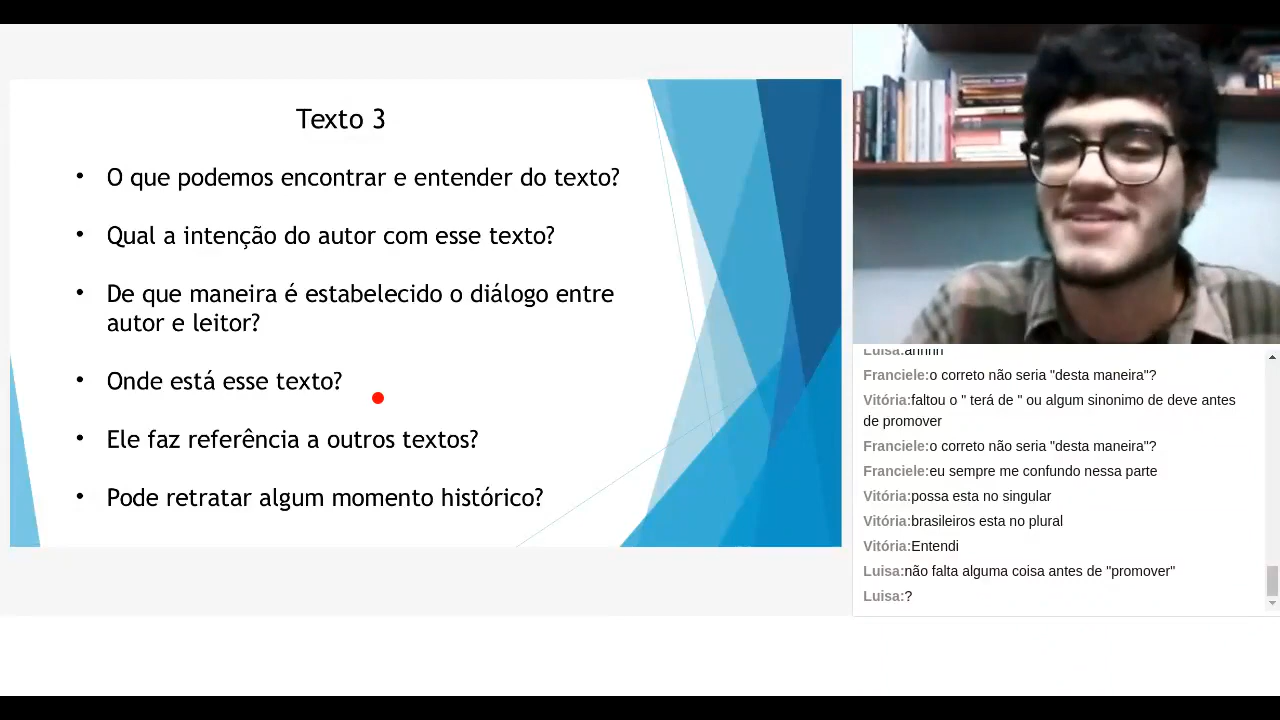 Texto 3
• O que podemos encontrar e entender do texto?
• Qual a intenção do autor com esse texto?
• De que maneira é estabelecido o diálogo entre
autor e leitor?
• Onde está esse texto?
• Ele faz referência a outros textos?
• Pode retratar algum momento histórico?
Luisa:ahhhh
Franciele:o correto não seria "desta maneira"?
Vitória:faltou o " terá de " ou algum sinonimo de deve antes
de promover
Franciele:o correto não seria "desta maneira"?
Franciele:eu sempre me confundo nessa parte
Vitória:possa esta no singular
Vitória:brasileiros esta no plural
Vitória:Entendi
Luisa:não falta alguma coisa antes de "promover"
Luisa:?